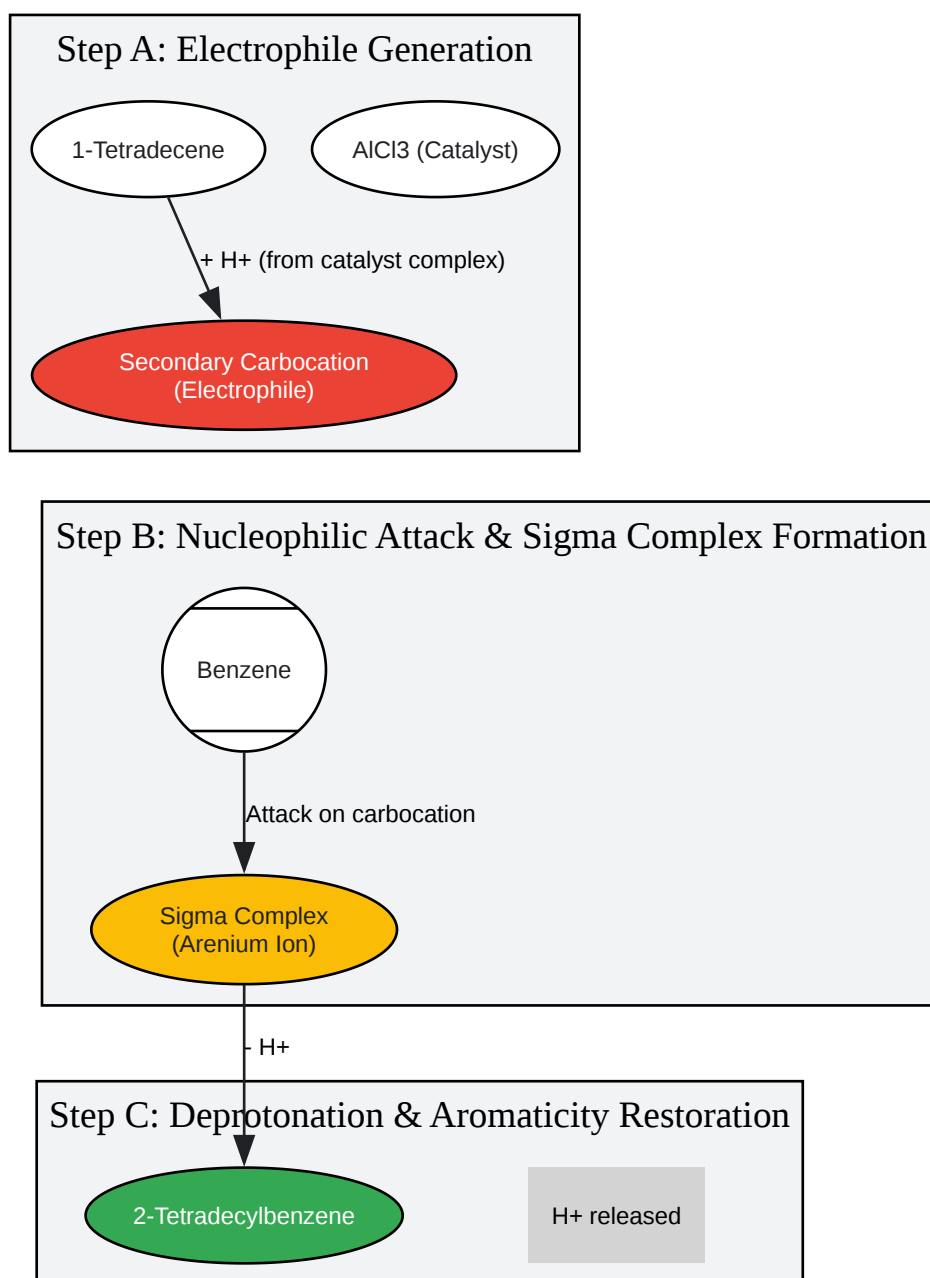 Step A: Electrophile Generation
1-Tetradecene
AlCl3 (Catalyst)
+ H+ (from catalyst complex)
Secondary Carbocation
(Electrophile)
Step B: Nucleophilic Attack & Sigma Complex Formation
Benzene
Attack on carbocation
Sigma Complex
(Arenium Ion)
- H+
Step C: Deprotonation & Aromaticity Restoration
2-Tetradecylbenzene
H+ released